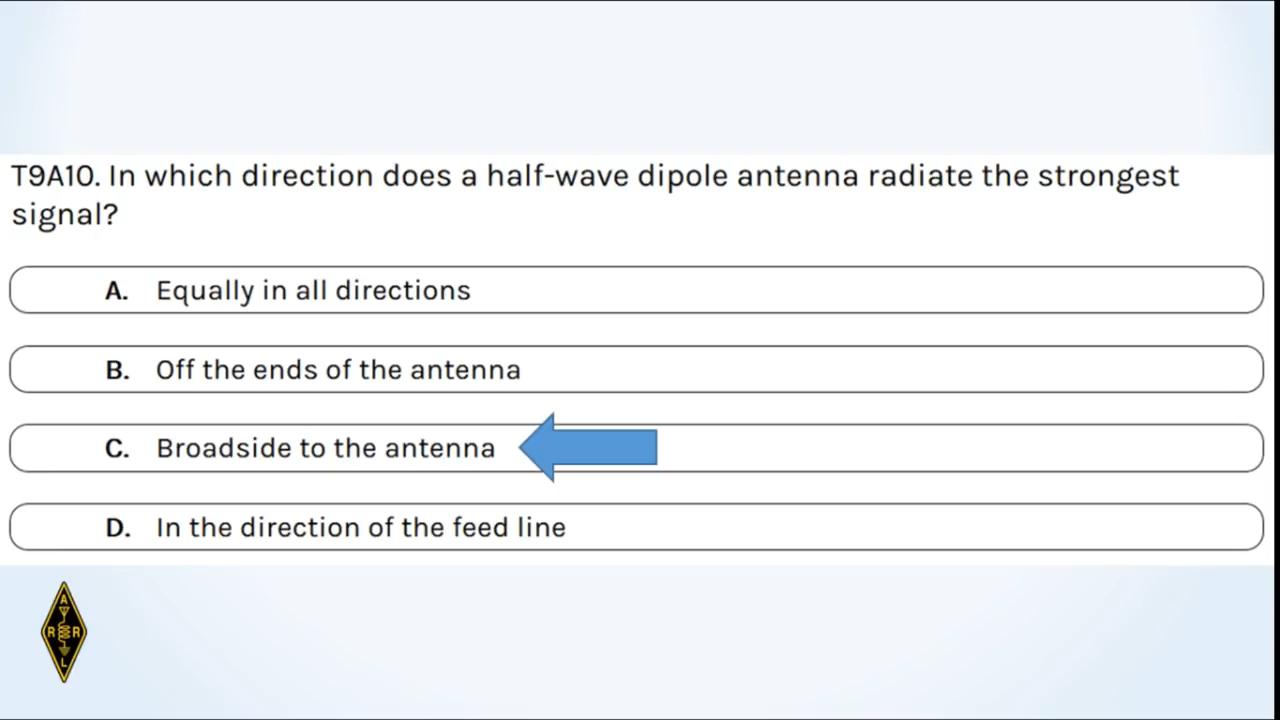 T9A10. In which direction does a half-wave dipole antenna radiate the strongest
signal?
A. Equally in all directions
B. Off the ends of the antenna
C. Broadside to the antenna
D. In the direction of the feed line
A
R R
L